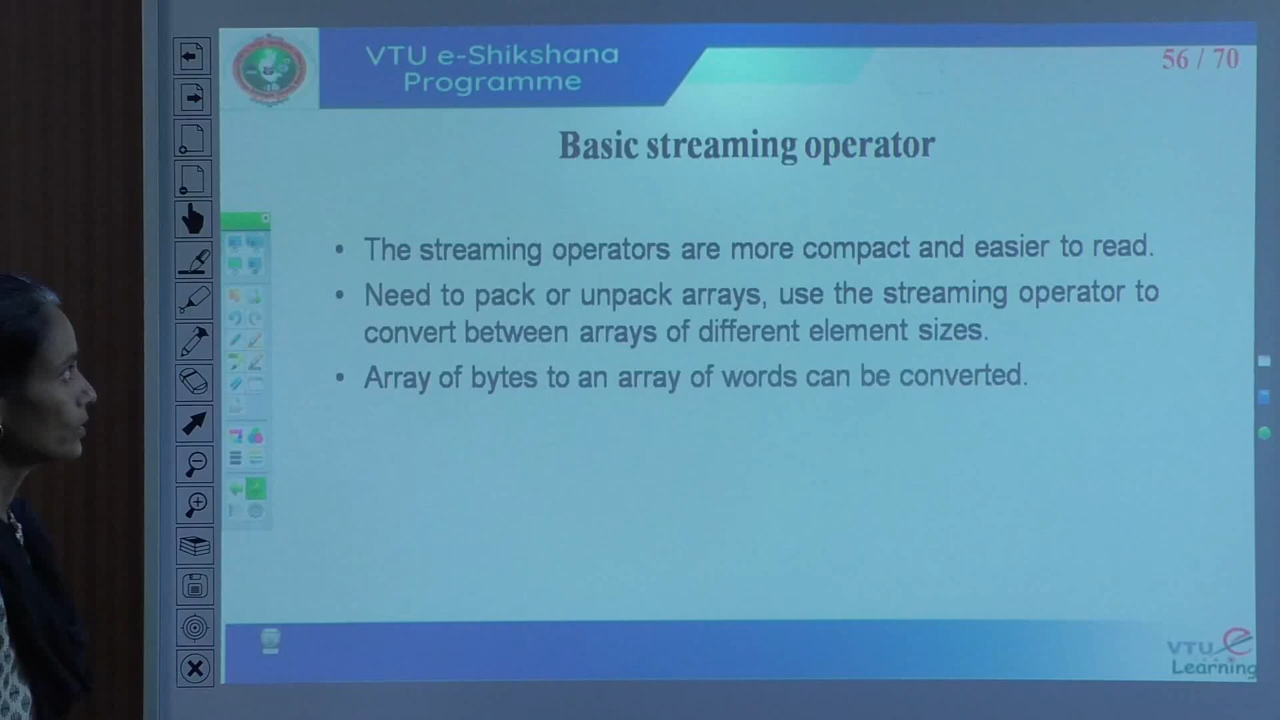 VTU e-Shikshana
Programme
56 / 70
Basic streaming operator
• The streaming operators are more compact and easier to read.
• Need to pack or unpack arrays, use the streaming operator to
convert between arrays of different element sizes.
• Array of bytes to an array of words can be converted.
VTU e
Learning